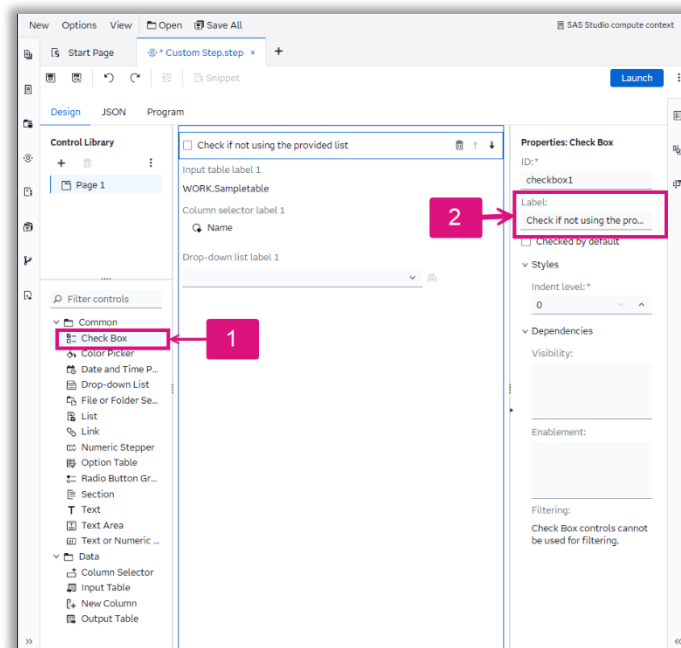 New Options View Open Save All SAS Studio compute context
Start Page * Custom Step.step × +
Snippet Launch
Design JSON Program
Control Library
Page 1
Filter controls
Common
Check Box
Color Picker
Date and Time P...
Drop-down List
File or Folder Se...
List
Link
Numeric Stepper
Option Table
Radio Button Gr...
Section
Text
Text Area
Text or Numeric ...
Data
Column Selector
Input Table
New Column
Output Table
1
Check if not using the provided list
Input table label 1
WORK.Sampletable
Column selector label 1
Name
Drop-down list label 1
2
Properties: Check Box
ID:*
checkbox1
Label:
Check if not using the pro...
Checked by default
Styles
Indent level:*
0
Dependencies
Visibility:
Enablement:
Filtering:
Check Box controls cannot
be used for filtering.